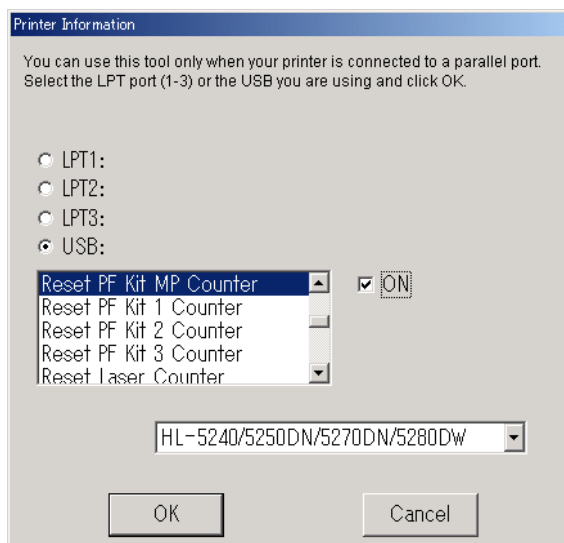 Printer Information
You can use this tool only when your printer is connected to a parallel port.
Select the LPT port (1-3) or the USB you are using and click OK.
LPT1:
LPT2:
LPT3:
USB:
Reset PF Kit MP Counter
ON
Reset PF Kit 1 Counter
Reset PF Kit 2 Counter
Reset PF Kit 3 Counter
Reset Laser Counter
HL-5240/5250DN/5270DN/5280DW
OK
Cancel